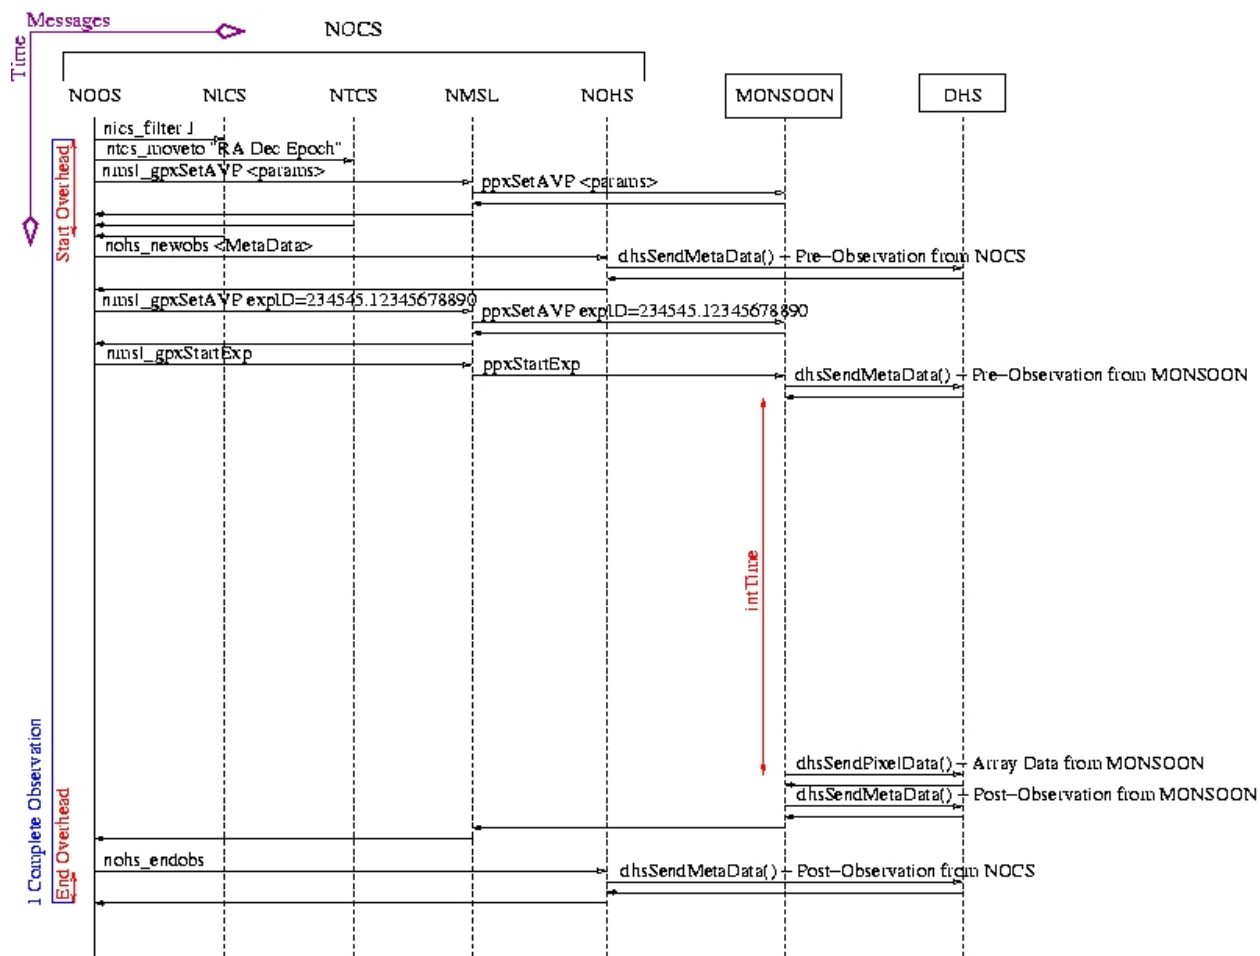 Messages
Time
NOCS
NOOS NICS NTCS NMSL NOHS MONSOON DHS
nics_filter J
ntcs_moveto "RA Dec Epoch"
nmsl_gpxSetAVP <params>
ppxSetAVP <params>
Start Overhead
nohs_newobs <MetaData>
dhsSendMetaData() - Pre-Observation from NOCS
nmsl_gpxSetAVP expID=234545.12345678890
ppxSetAVP expID=234545.12345678890
nmsl_gpxStartExp
ppxStartExp
dhsSendMetaData() - Pre-Observation from MONSOON
intTime
dhsSendPixelData() - Array Data from MONSOON
dhsSendMetaData() - Post-Observation from MONSOON
1 Complete Observation
End Overhead
nohs_endobs
dhsSendMetaData() - Post-Observation from NOCS